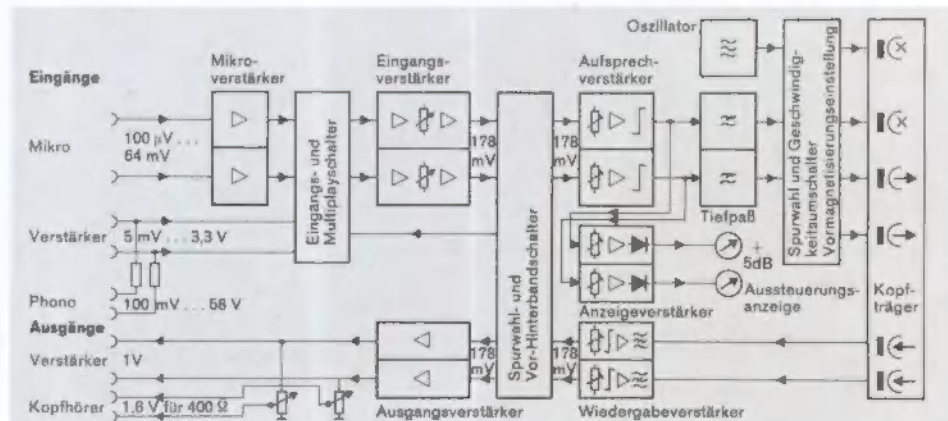 Oszillator
Mikro-
verstärker
Eingangs-
verstärker
Aufsprech-
verstärker
Eingänge
Mikro
100 µV ...
64 mV
Eingangs- und
Multiplayschalter
178
mV
Spurwahl- und
Vor-Hinterbandschalter
178
mV
Tiefpaß
Spurwahl und Geschwindig-
keitaumschalter
Vormagnetisierungseinstellung
Verstärker
5 mV ... 3,3 V
+
5dB
Phono
100 mV ... 58 V
Aussteuerungs-
anzeige
Anzeigeverstärker
Kopf-
träger
Ausgänge
Verstärker
1V
178
mV
178
mV
Kopfhörer
1,6 V für 400 Ω
Ausgangsverstärker
Wiedergabeverstärker